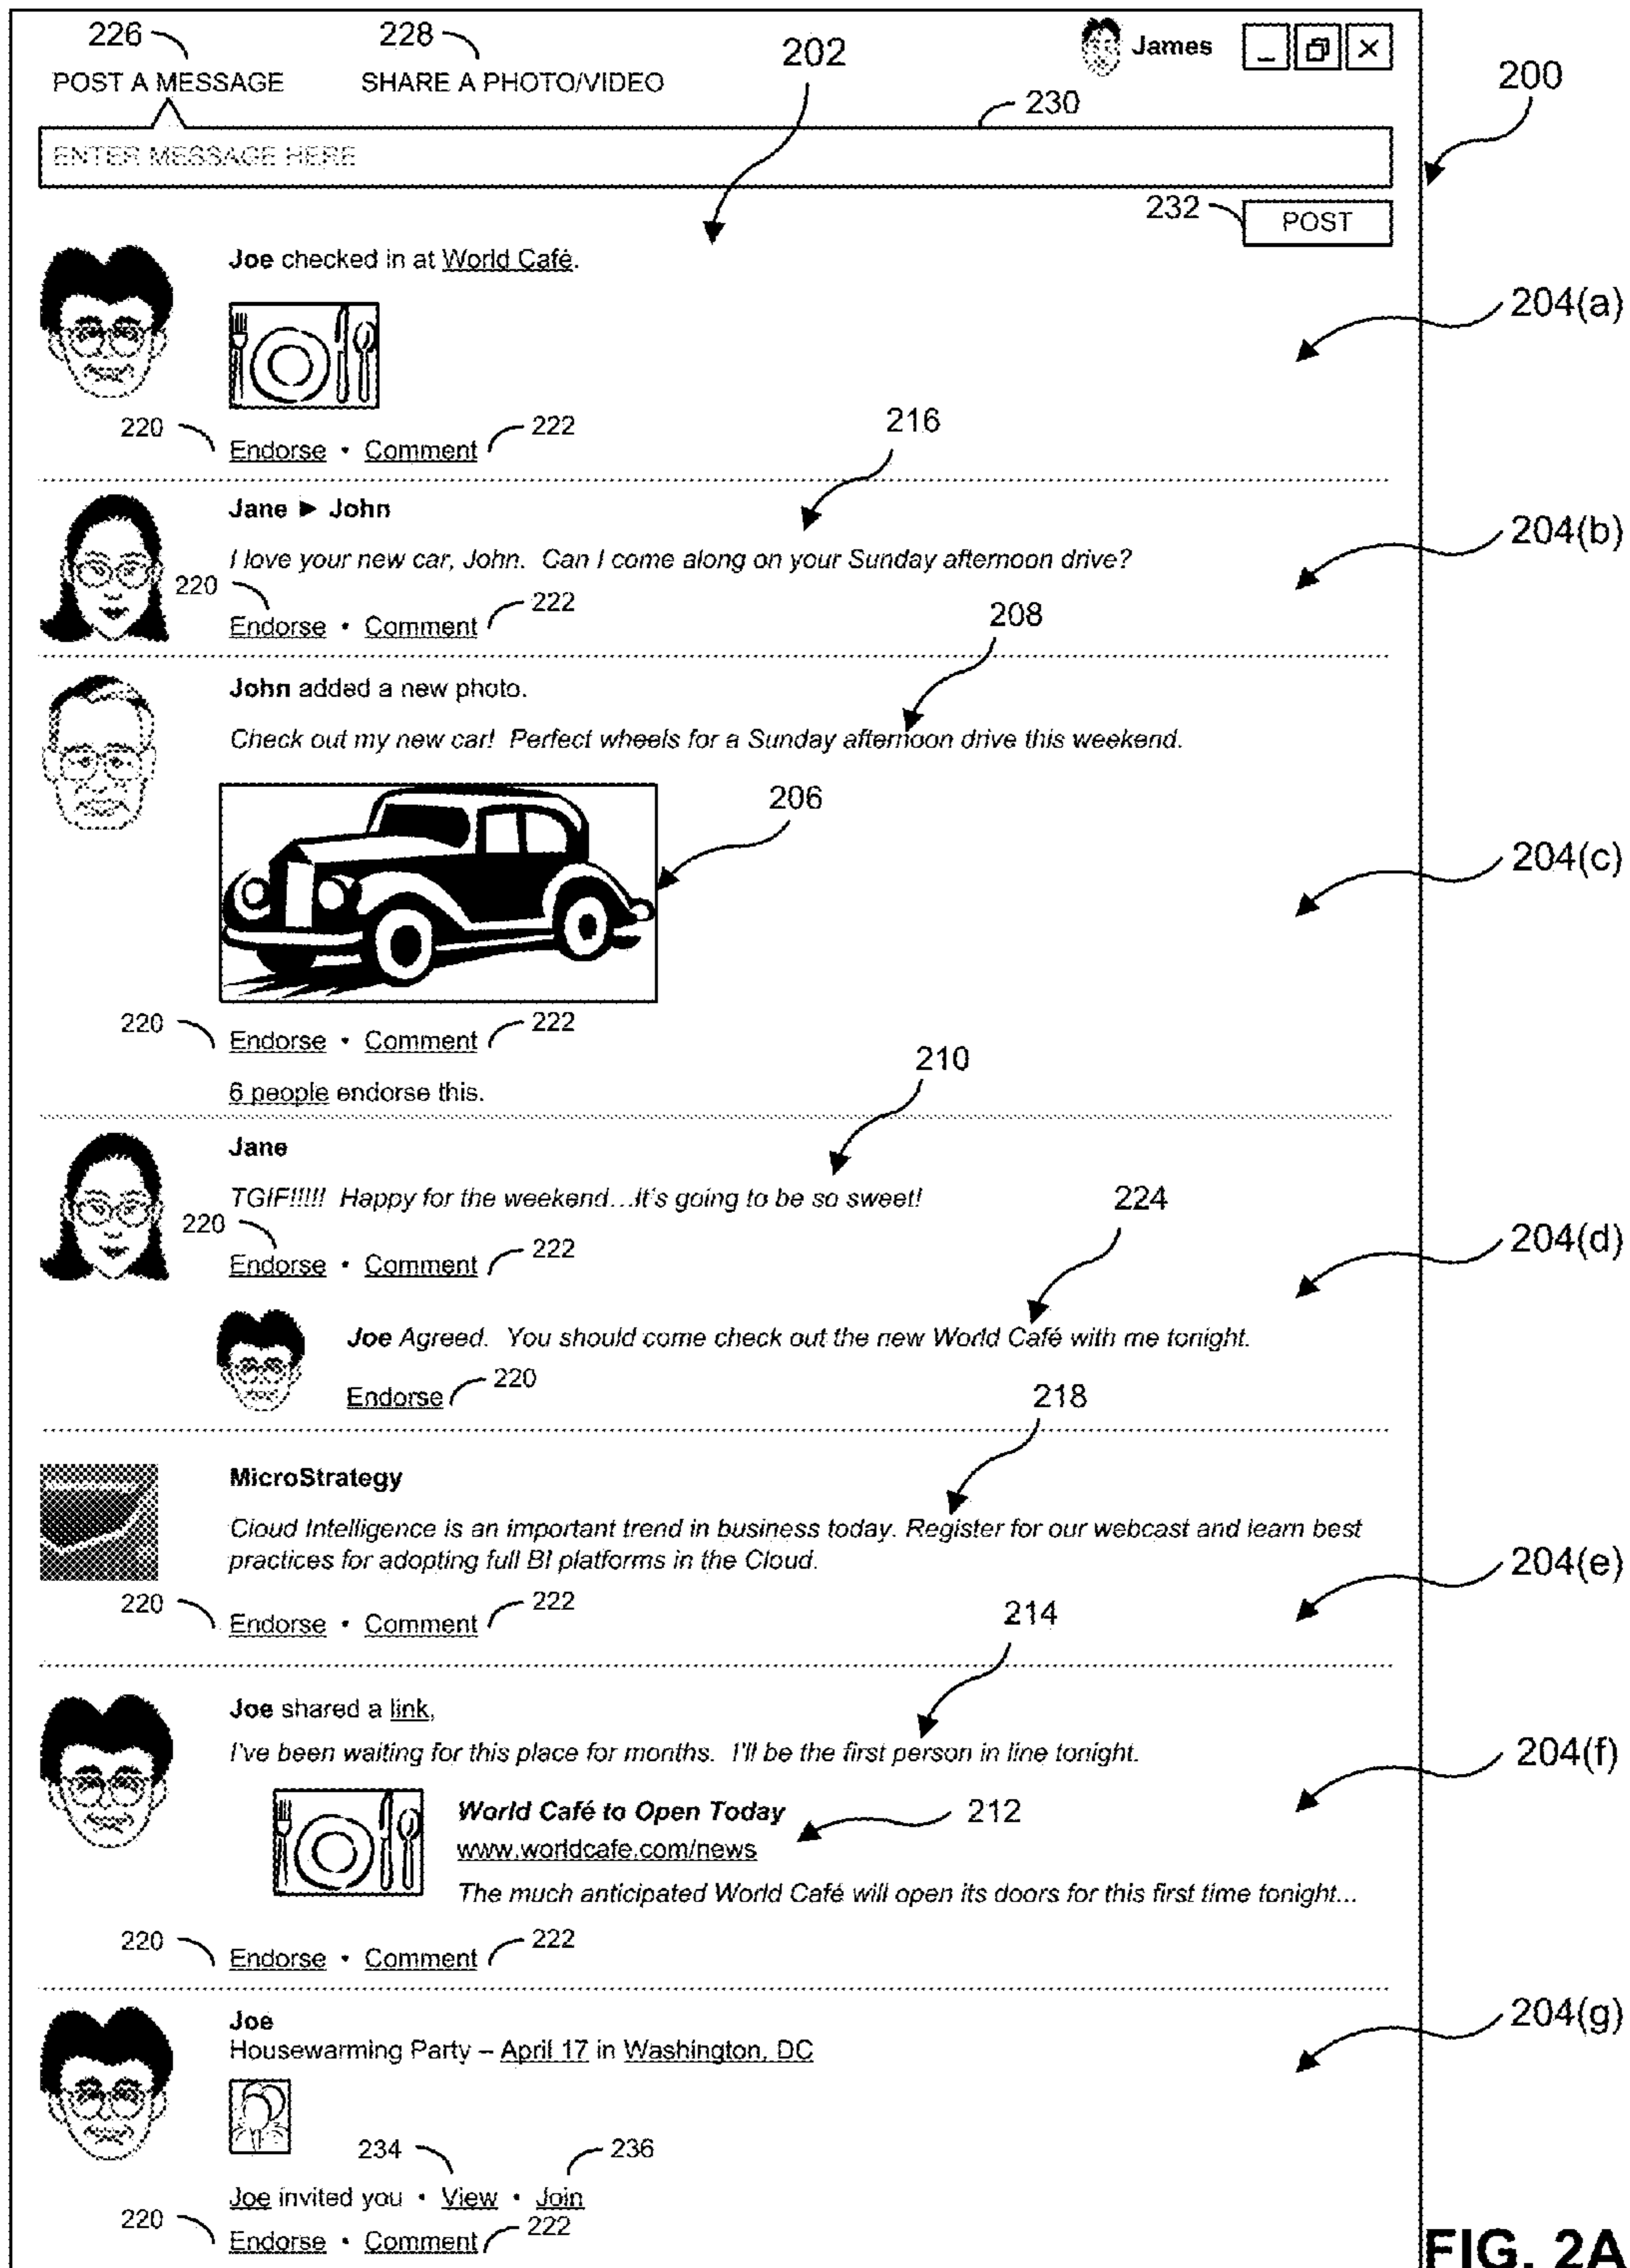 226
228
202
James
200
POST A MESSAGE
SHARE A PHOTO/VIDEO
230
ENTER MESSAGE HERE
232
POST
Joe checked in at World Café.
204(a)
216
220
222
Endorse • Comment
Jane ► John
204(b)
I love your new car, John. Can I come along on your Sunday afternoon drive?
220
222
208
Endorse • Comment
John added a new photo.
Check out my new car! Perfect wheels for a Sunday afternoon drive this weekend.
206
204(c)
220
222
Endorse • Comment
210
6 people endorse this.
Jane
TGIF!!!!! Happy for the weekend...it's going to be so sweet!
224
220
204(d)
222
Endorse • Comment
Joe Agreed. You should come check out the new World Café with me tonight.
220
Endorse
218
MicroStrategy
Cloud Intelligence is an important trend in business today. Register for our webcast and learn best
practices for adopting full BI platforms in the Cloud.
204(e)
220
222
214
Endorse • Comment
Joe shared a link,
I've been waiting for this place for months. I'll be the first person in line tonight.
204(f)
World Café to Open Today
212
www.worldcafe.com/news
The much anticipated World Café will open its doors for this first time tonight...
220
222
Endorse • Comment
Joe
204(g)
Housewarming Party – April 17 in Washington, DC
234
236
Joe invited you • View • Join
220
222
Endorse • Comment
FIG. 2A